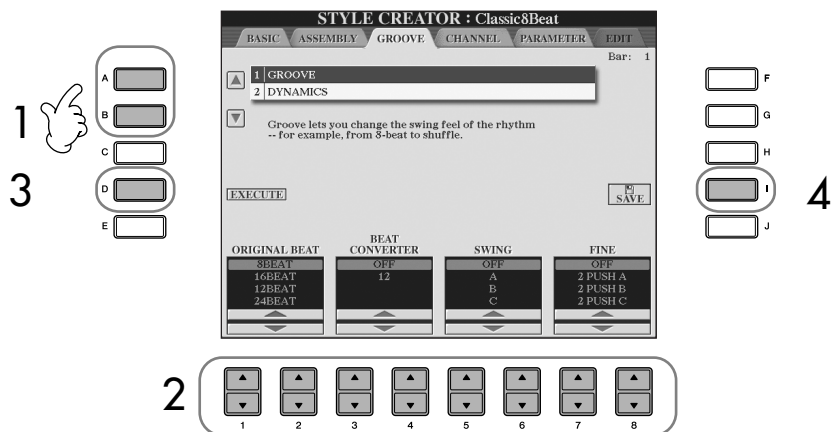 STYLE CREATOR : Classic8Beat
BASIC ASSEMBLY GROOVE CHANNEL PARAMETER EDIT
Bar: 1
1 GROOVE
2 DYNAMICS
Groove lets you change the swing feel of the rhythm
-- for example, from 8-beat to shuffle.
EXECUTE
SAVE
ORIGINAL BEAT
BEAT CONVERTER
SWING
FINE
8BEAT OFF OFF OFF
16BEAT 12 A 2 PUSH A
12BEAT B 2 PUSH B
24BEAT C 2 PUSH C
A
B
C
D
E
F
G
H
I
J
1
3
4
2
1 2 3 4 5 6 7 8